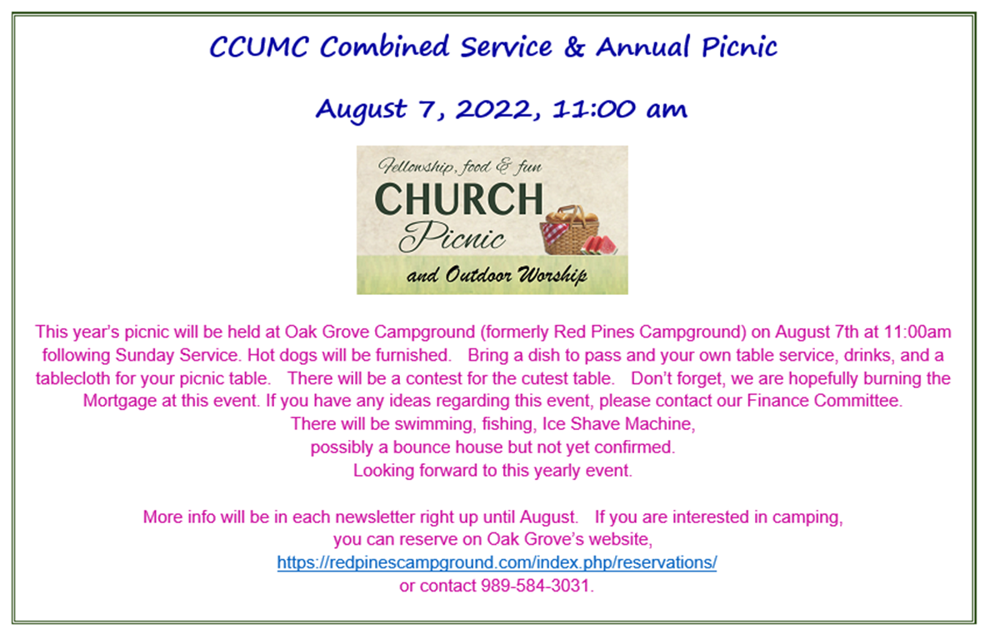 CCUMC Combined Service & Annual Picnic
August 7, 2022, 11:00 am
Fellowship, food & fun
CHURCH
Picnic
and Outdoor Worship
This year’s picnic will be held at Oak Grove Campground (formerly Red Pines Campground) on August 7th at 11:00am
following Sunday Service. Hot dogs will be furnished. Bring a dish to pass and your own table service, drinks, and a
tablecloth for your picnic table. There will be a contest for the cutest table. Don’t forget, we are hopefully burning the
Mortgage at this event. If you have any ideas regarding this event, please contact our Finance Committee.
There will be swimming, fishing, Ice Shave Machine,
possibly a bounce house but not yet confirmed.
Looking forward to this yearly event.
More info will be in each newsletter right up until August. If you are interested in camping,
you can reserve on Oak Grove’s website,
https://redpinescampground.com/index.php/reservations/
or contact 989-584-3031.